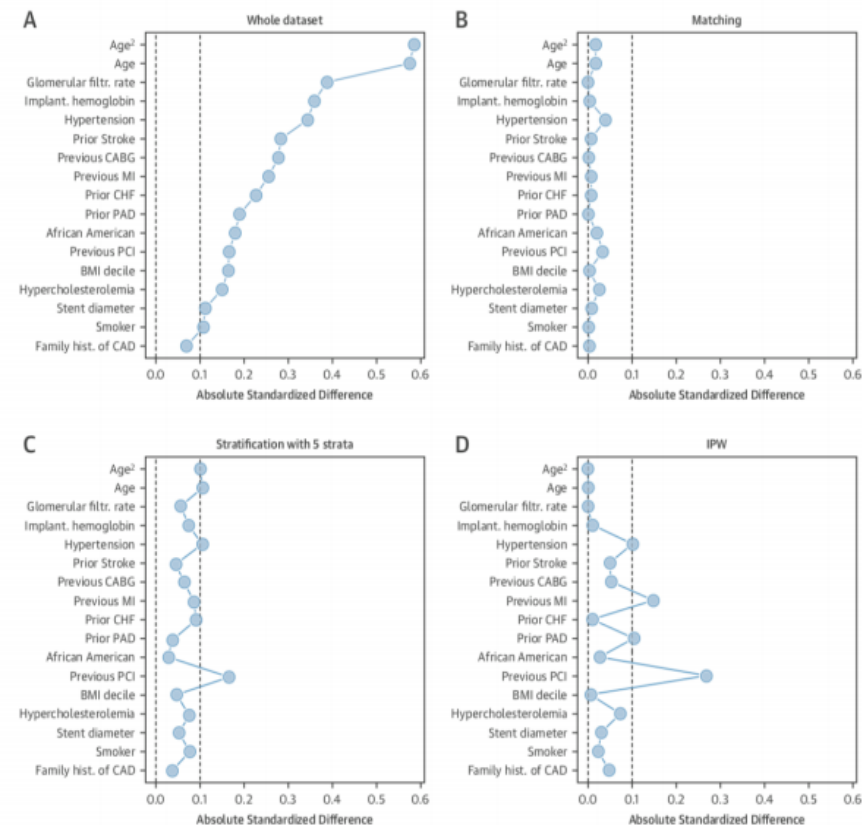 A
Whole dataset
Age²
Age
Glomerular filtr. rate
Implant. hemoglobin
Hypertension
Prior Stroke
Previous CABG
Previous MI
Prior CHF
Prior PAD
African American
Previous PCI
BMI decile
Hypercholesterolemia
Stent diameter
Smoker
Family hist. of CAD
0.0 0.1 0.2 0.3 0.4 0.5 0.6
Absolute Standardized Difference
B
Matching
Age²
Age
Glomerular filtr. rate
Implant. hemoglobin
Hypertension
Prior Stroke
Previous CABG
Previous MI
Prior CHF
Prior PAD
African American
Previous PCI
BMI decile
Hypercholesterolemia
Stent diameter
Smoker
Family hist. of CAD
0.0 0.1 0.2 0.3 0.4 0.5 0.6
Absolute Standardized Difference
C
Stratification with 5 strata
Age²
Age
Glomerular filtr. rate
Implant. hemoglobin
Hypertension
Prior Stroke
Previous CABG
Previous MI
Prior CHF
Prior PAD
African American
Previous PCI
BMI decile
Hypercholesterolemia
Stent diameter
Smoker
Family hist. of CAD
0.0 0.1 0.2 0.3 0.4 0.5 0.6
Absolute Standardized Difference
D
IPW
Age²
Age
Glomerular filtr. rate
Implant. hemoglobin
Hypertension
Prior Stroke
Previous CABG
Previous MI
Prior CHF
Prior PAD
African American
Previous PCI
BMI decile
Hypercholesterolemia
Stent diameter
Smoker
Family hist. of CAD
0.0 0.1 0.2 0.3 0.4 0.5 0.6
Absolute Standardized Difference